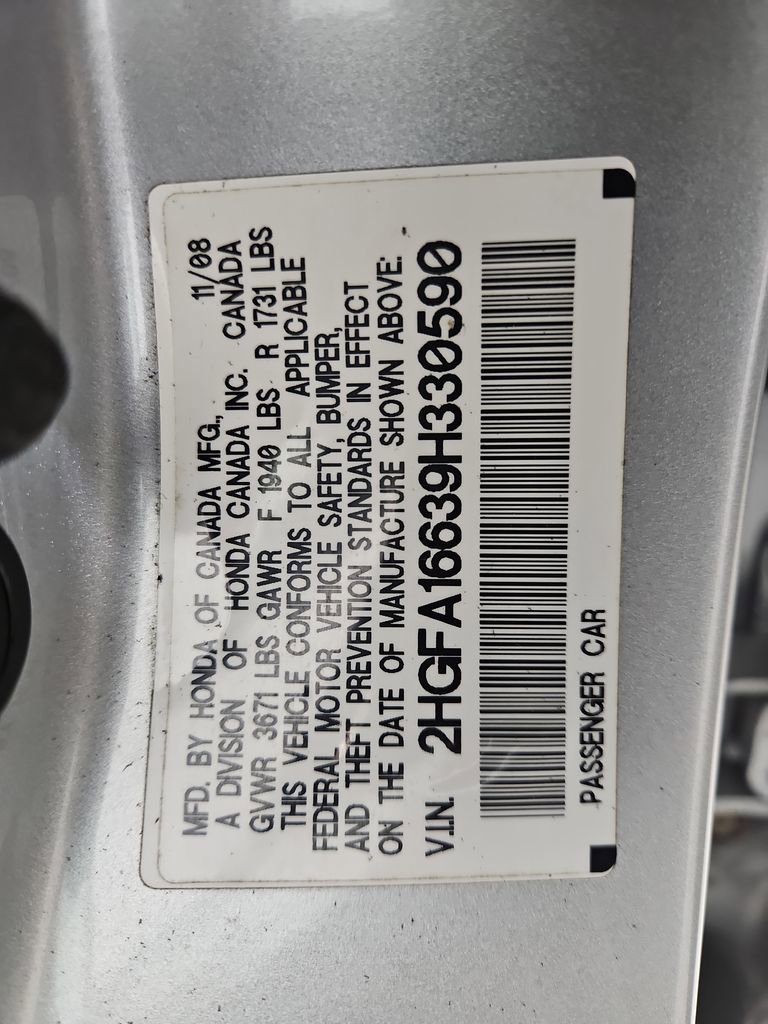 MFD. BY HONDA OF CANADA MFG., 11/08
A DIVISION OF HONDA CANADA INC. CANADA
GVWR 3671 LBS GAWR F 1940 LBS R 1731 LBS
THIS VEHICLE CONFORMS TO ALL APPLICABLE
FEDERAL MOTOR VEHICLE SAFETY, BUMPER,
AND THEFT PREVENTION STANDARDS IN EFFECT
ON THE DATE OF MANUFACTURE SHOWN ABOVE.
V.I.N. 2HGFA16639H330590
PASSENGER CAR